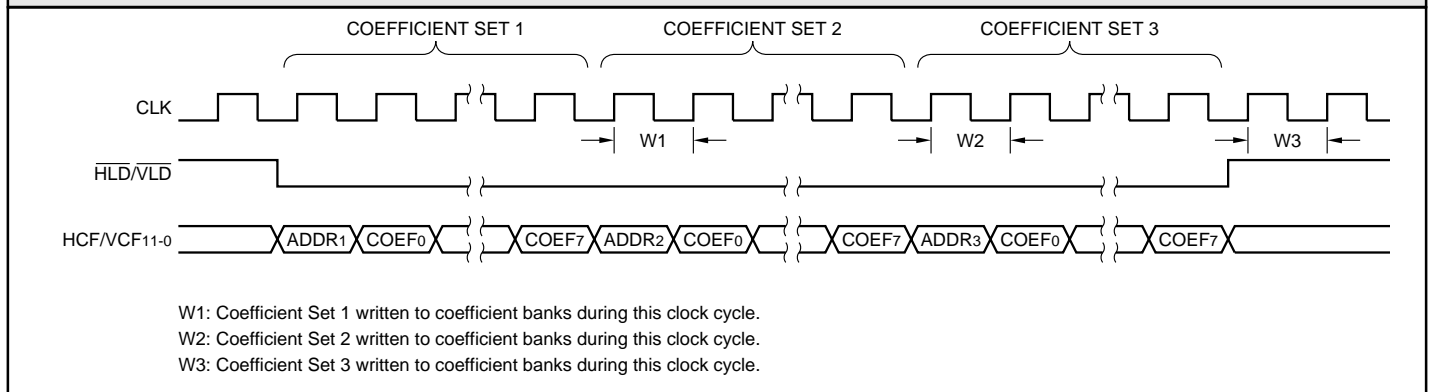 COEFFICIENT SET 1 COEFFICIENT SET 2 COEFFICIENT SET 3
CLK
W1 W2 W3
HLD/VLD
HCF/VCF11-0 ADDR1 COEF0 COEF7 ADDR2 COEF0 COEF7 ADDR3 COEF0 COEF7
W1: Coefficient Set 1 written to coefficient banks during this clock cycle.
W2: Coefficient Set 2 written to coefficient banks during this clock cycle.
W3: Coefficient Set 3 written to coefficient banks during this clock cycle.